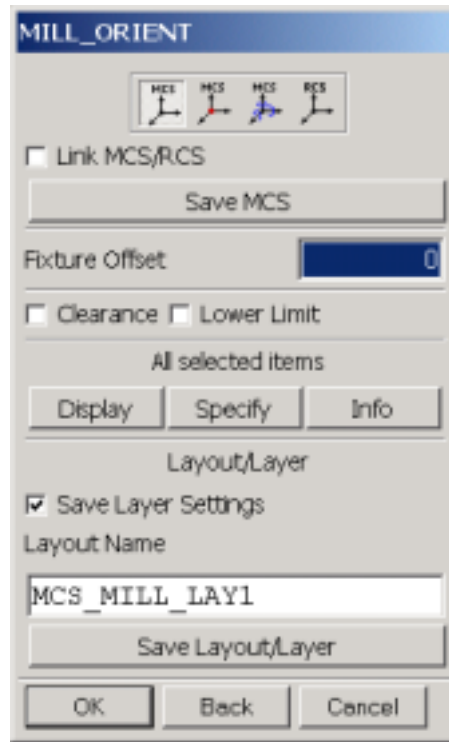 MILL_ORIENT
MCS MCS MCS RCS
Link MCS/RCS
Save MCS
Fixture Offset 0
Clearance Lower Limit
All selected items
Display Specify Info
Layout/Layer
Save Layer Settings
Layout Name
MCS_MILL_LAY1
Save Layout/Layer
OK Back Cancel